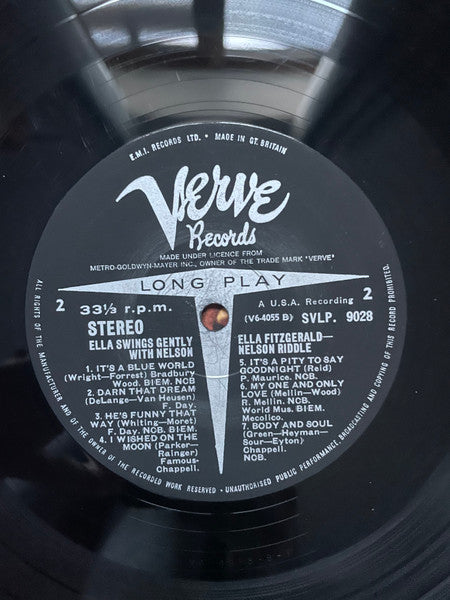 E.M.I. RECORDS LTD. • MADE IN GT. BRITAIN
Verve
Records
MADE UNDER LICENCE FROM
METRO-GOLDWYN-MAYER INC., OWNER OF THE TRADE MARK "VERVE"
LONG PLAY
2 33⅓ r.p.m.
STEREO
ELLA SWINGS GENTLY
WITH NELSON
1. IT'S A BLUE WORLD
(Wright—Forrest) Bradbury
Wood. BIEM. NCB.
2. DARN THAT DREAM
(DeLange—Van Heusen)
F. Day.
3. HE'S FUNNY THAT
WAY (Whiting—Moret)
F. Day. NCB. BIEM.
4. I WISHED ON THE
MOON (Parker—
Rainger)
Famous-
Chappell.
A U.S.A. Recording 2
(V6-4055 B) SVLP. 9028
ELLA FITZGERALD—
NELSON RIDDLE
5. IT'S A PITY TO SAY
GOODNIGHT (Reid)
P. Maurice. NCB.
6. MY ONE AND ONLY
LOVE (Mellin—Wood)
R. Mellin. NCB.
World Mus. BIEM.
Mecolico.
7. BODY AND SOUL
(Green—Heyman—
Sour—Eyton)
Chappell.
NCB.
ALL RIGHTS OF THE MANUFACTURER AND OF THE OWNER OF THE RECORDED WORK RESERVED • UNAUTHORISED PUBLIC PERFORMANCE, BROADCASTING AND COPYING OF THIS RECORD PROHIBITED.